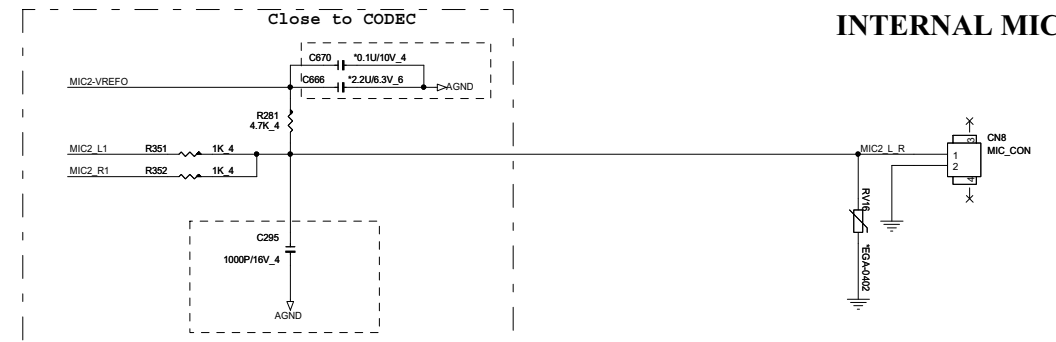 Close to CODEC
INTERNAL MIC
C670 *0.1U/10V_4
MIC2-VREFO
C666 *2.2U/6.3V_6
AGND
R281
4.7K_4
MIC2_L1 R351 1K_4
MIC2_R1 R352 1K_4
MIC2_L_R
3
CN8
MIC_CON
1
2
4
RV16
*EGA-0402
C295
1000P/16V_4
AGND